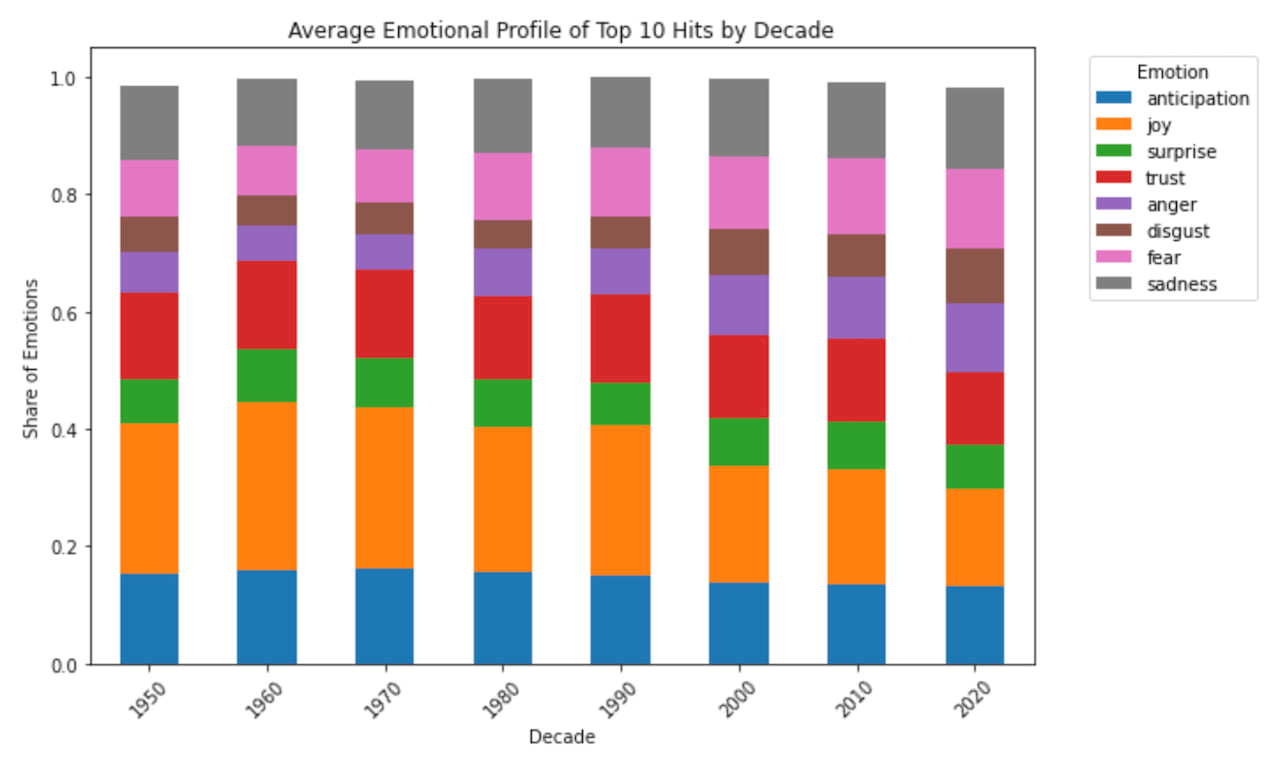 Average Emotional Profile of Top 10 Hits by Decade
Share of Emotions
1.0
0.8
0.6
0.4
0.2
0.0
1950
1960
1970
1980
1990
2000
2010
2020
Decade
Emotion
anticipation
joy
surprise
trust
anger
disgust
fear
sadness